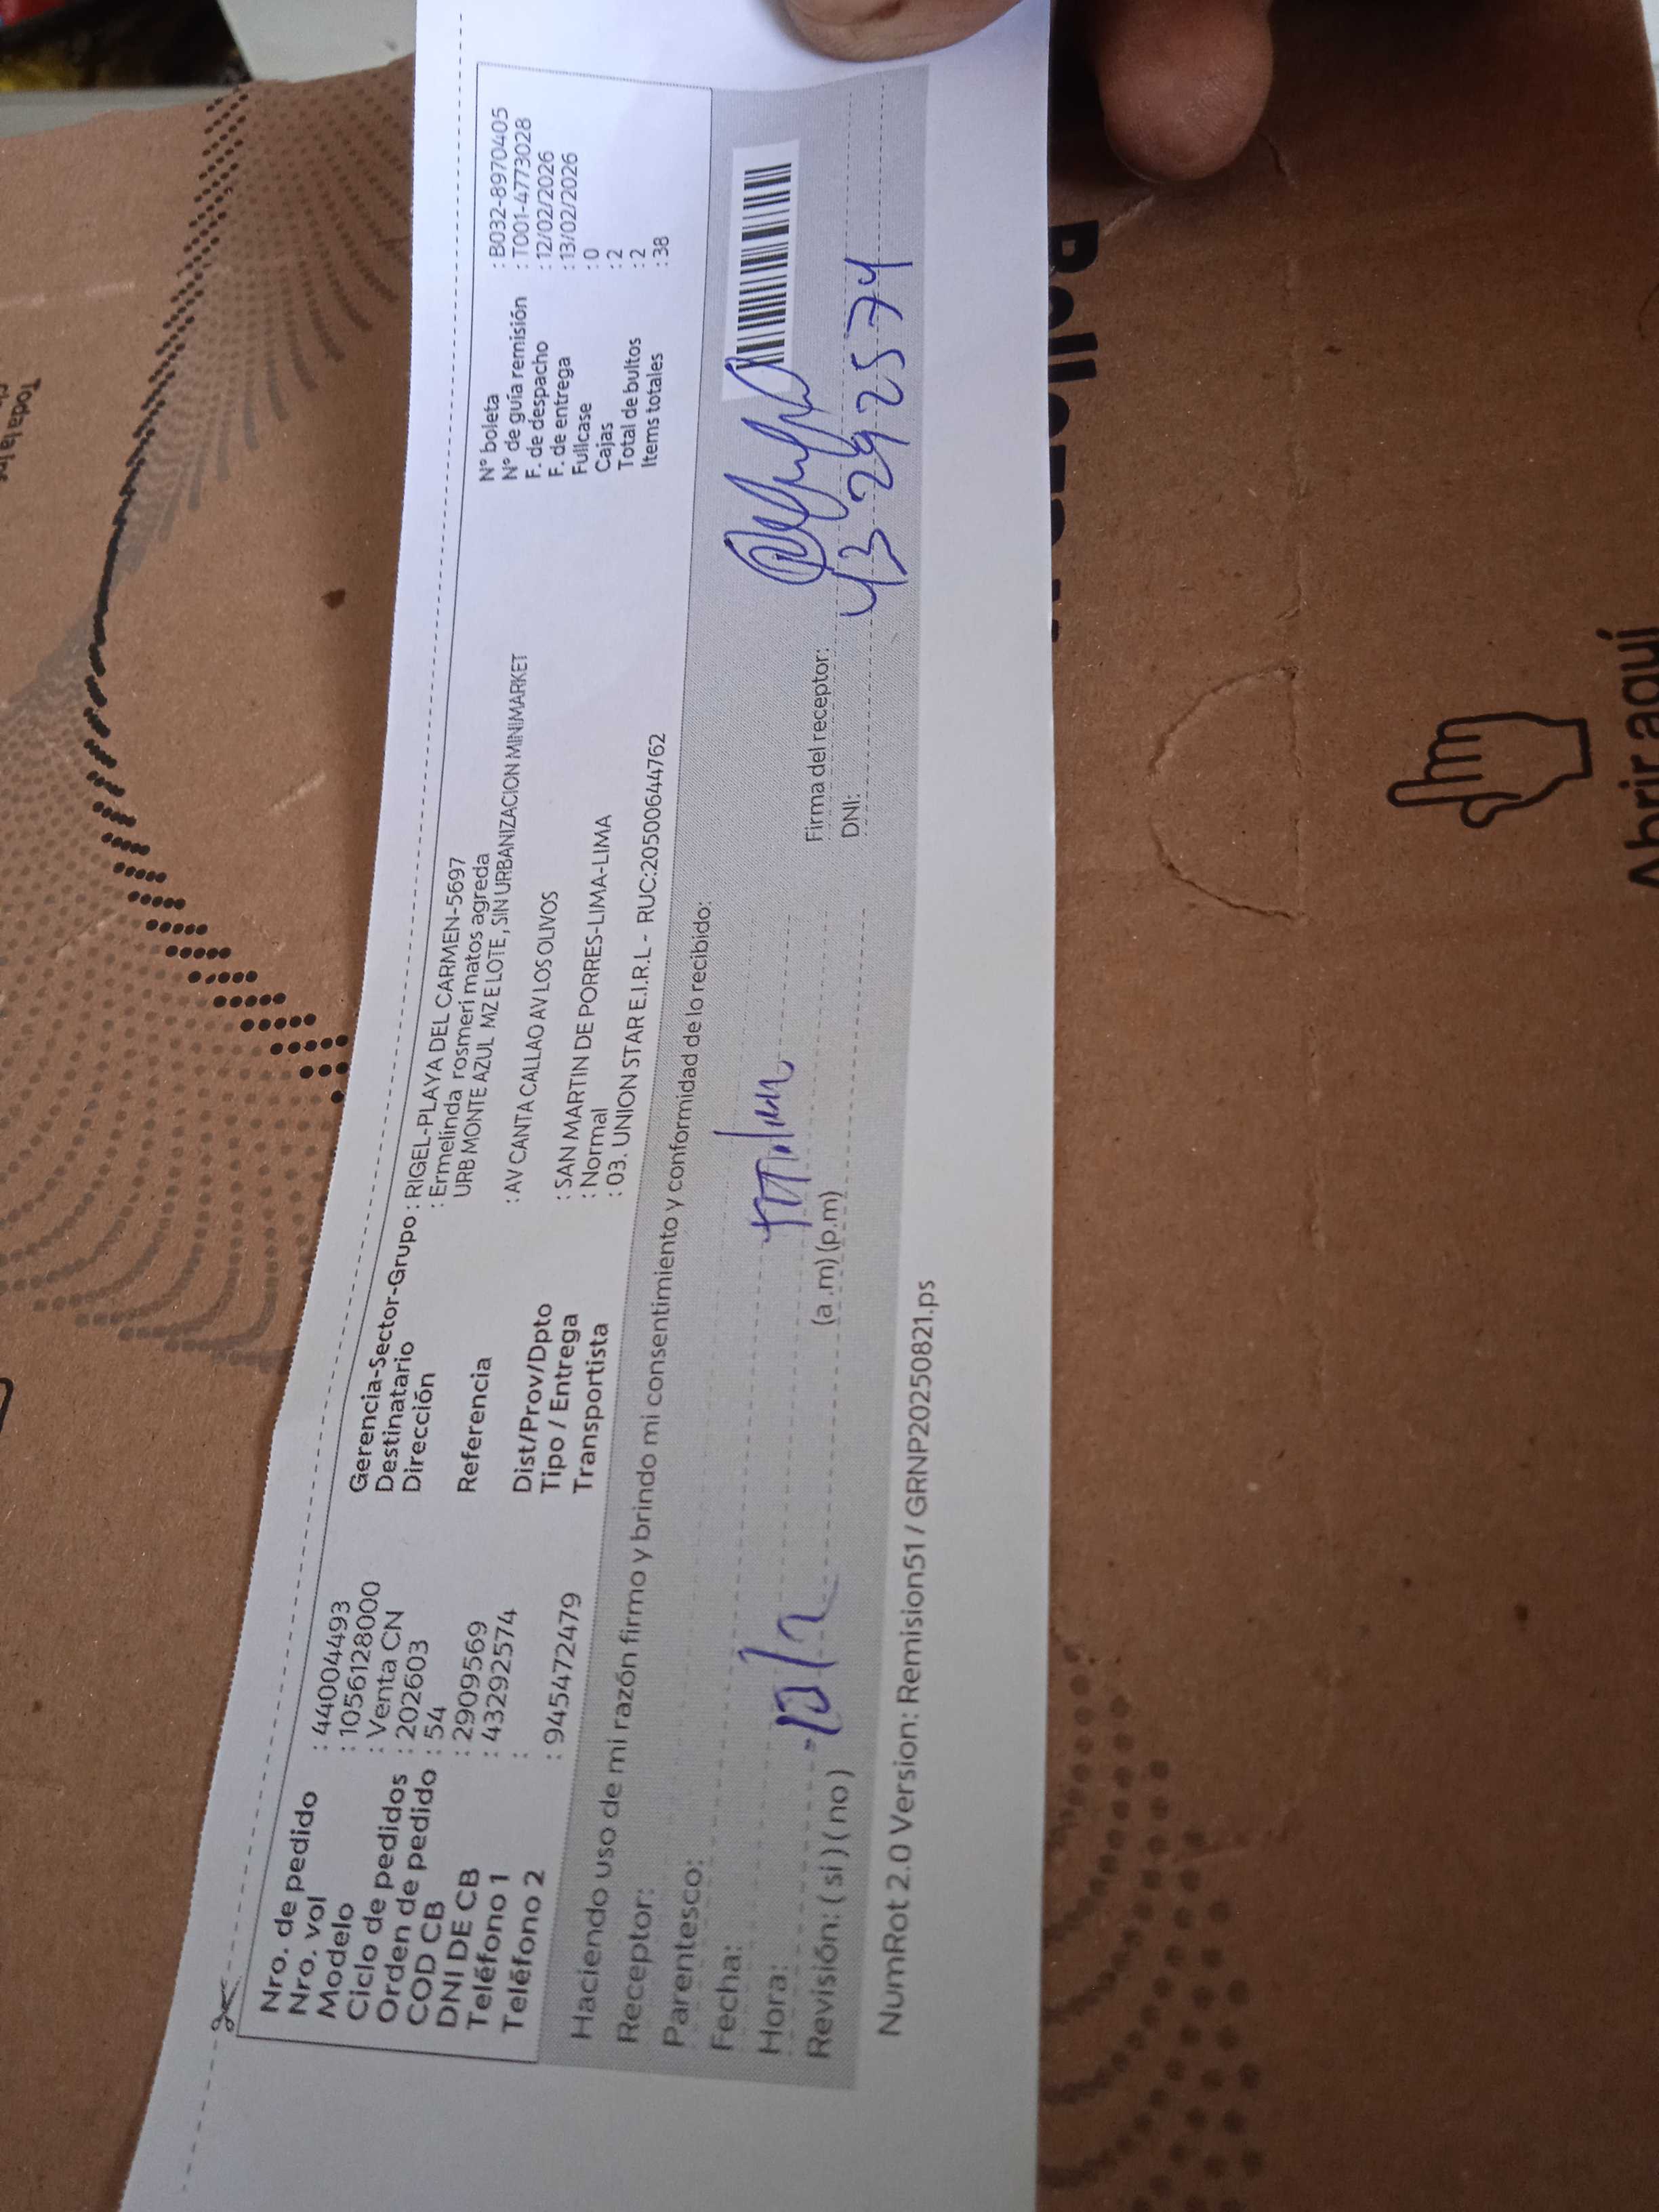 Nro. de pedido : 44004493
Nro. vol : 1056128000
Modelo : Venta CN
Ciclo de pedidos : 202603
Orden de pedido : 54
COD CB : 2909569
DNI DE CB : 43292574
Teléfono 1 :
Teléfono 2 : 945472479
Gerencia-Sector-Grupo : RIGEL-PLAYA DEL CARMEN-5697
Destinatario : Ermelinda rosmeri matos agreda
Dirección URB MONTE AZUL MZ E LOTE , SIN URBANIZACION MINIMARKET
Referencia : AV CANTA CALLAO AV LOS OLIVOS
Dist/Prov/Dpto : SAN MARTIN DE PORRES-LIMA-LIMA
Tipo / Entrega : Normal
Transportista : 03. UNION STAR E.I.R.L - RUC:20500644762
N° boleta : B032-8970405
N° de guía remisión : T001-4773028
F. de despacho : 12/02/2026
F. de entrega : 13/02/2026
Fullcase : 0
Cajas : 2
Total de bultos : 2
Items totales : 38
Haciendo uso de mi razón firmo y brindo mi consentimiento y conformidad de lo recibido:
Receptor:
Parentesco:
Fecha:
Hora: (a .m) (p.m)
Revisión: ( si ) ( no )
Firma del receptor:
DNI: 43292574
NumRot 2.0 Version: Remision51 / GRNP20250821.ps
Abrir aquí
Toda la